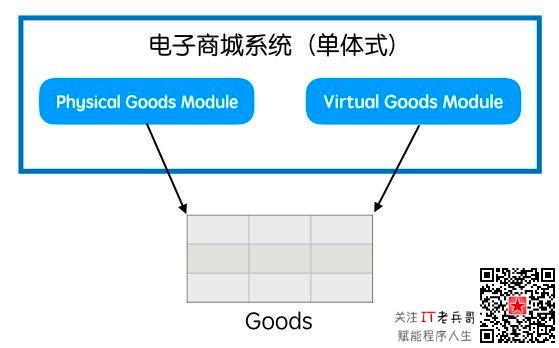 电子商城系统（单体式）
Physical Goods Module
Virtual Goods Module
Goods
关注 IT老兵哥
赋能程序人生